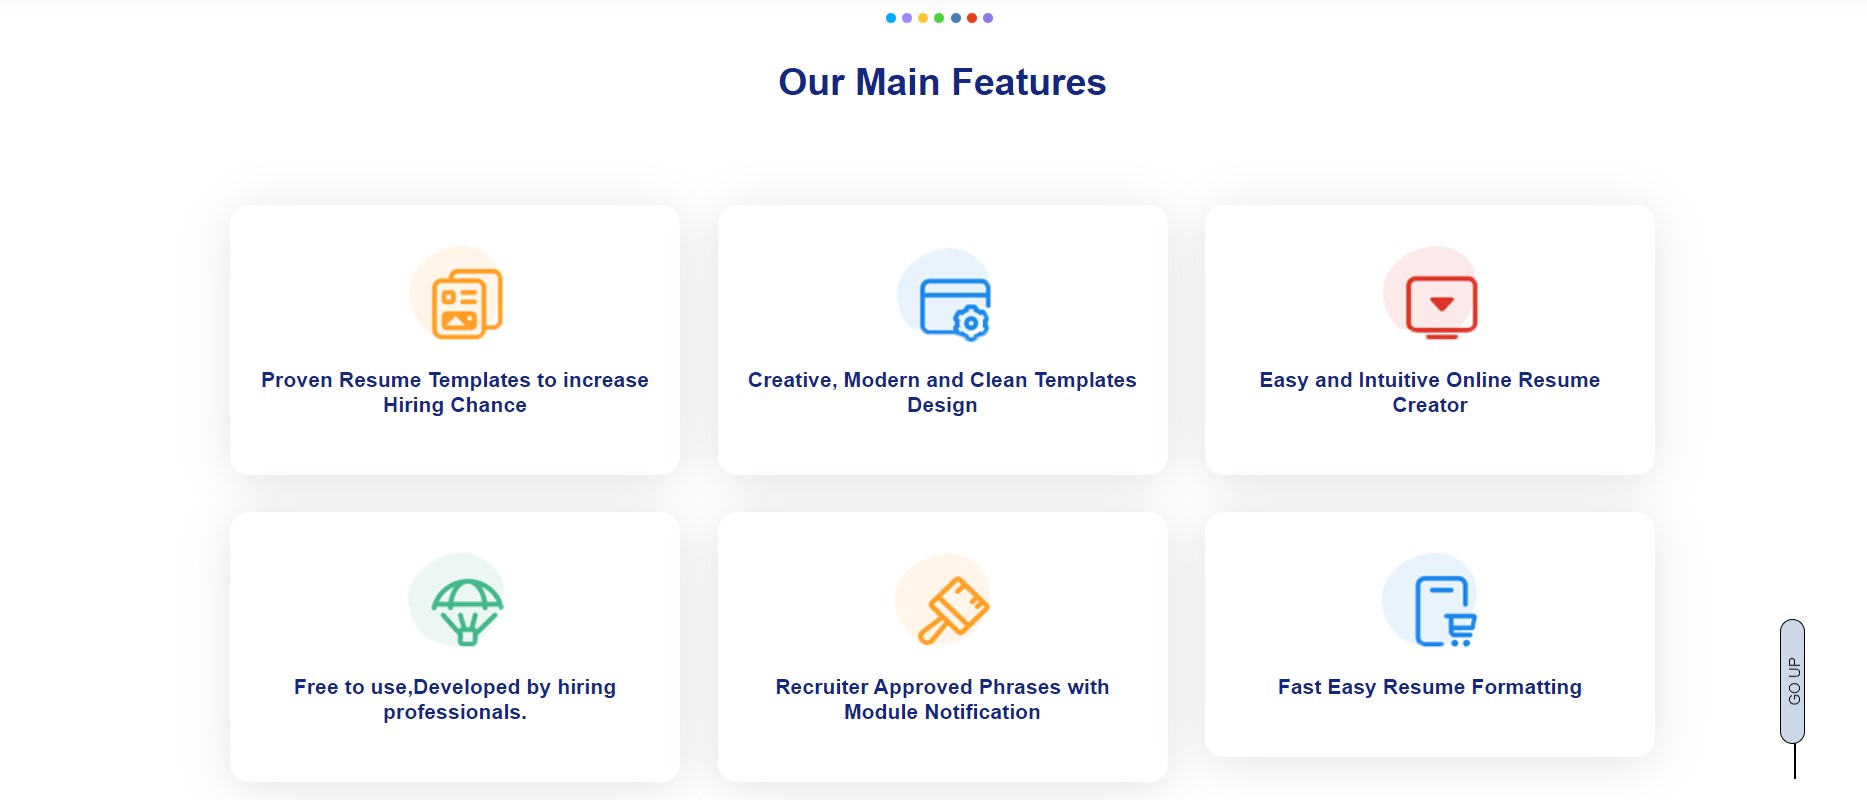 Our Main Features
Proven Resume Templates to increase
Hiring Chance
Creative, Modern and Clean Templates
Design
Easy and Intuitive Online Resume
Creator
Free to use,Developed by hiring
professionals.
Recruiter Approved Phrases with
Module Notification
Fast Easy Resume Formatting
GO UP